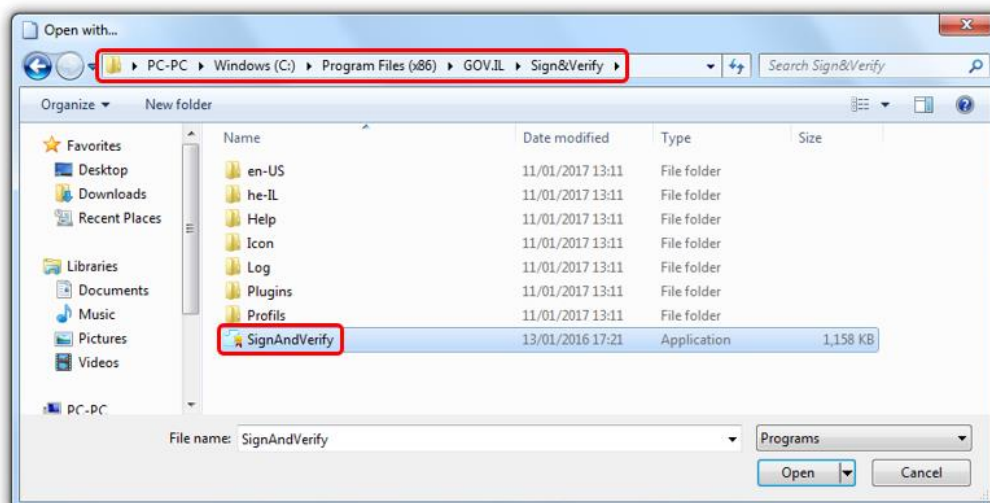 Open with...
PC-PC ▸ Windows (C:) ▸ Program Files (x86) ▸ GOV.IL ▸ Sign&Verify ▸ Search Sign&Verify
Organize New folder
Name Date modified Type Size
Favorites
Desktop
Downloads
Recent Places
Libraries
Documents
Music
Pictures
Videos
PC-PC
en-US 11/01/2017 13:11 File folder
he-IL 11/01/2017 13:11 File folder
Help 11/01/2017 13:11 File folder
Icon 11/01/2017 13:11 File folder
Log 11/01/2017 13:11 File folder
Plugins 11/01/2017 13:11 File folder
Profils 11/01/2017 13:11 File folder
SignAndVerify 13/01/2016 17:21 Application 1,158 KB
File name: SignAndVerify Programs
Open Cancel